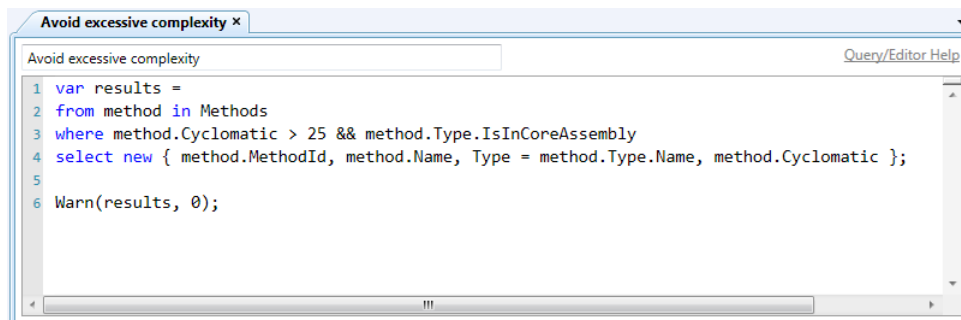 Avoid excessive complexity ×
Avoid excessive complexity
Query/Editor Help
1 var results =
2 from method in Methods
3 where method.Cyclomatic > 25 && method.Type.IsInCoreAssembly
4 select new { method.MethodId, method.Name, Type = method.Type.Name, method.Cyclomatic };
5
6 Warn(results, 0);